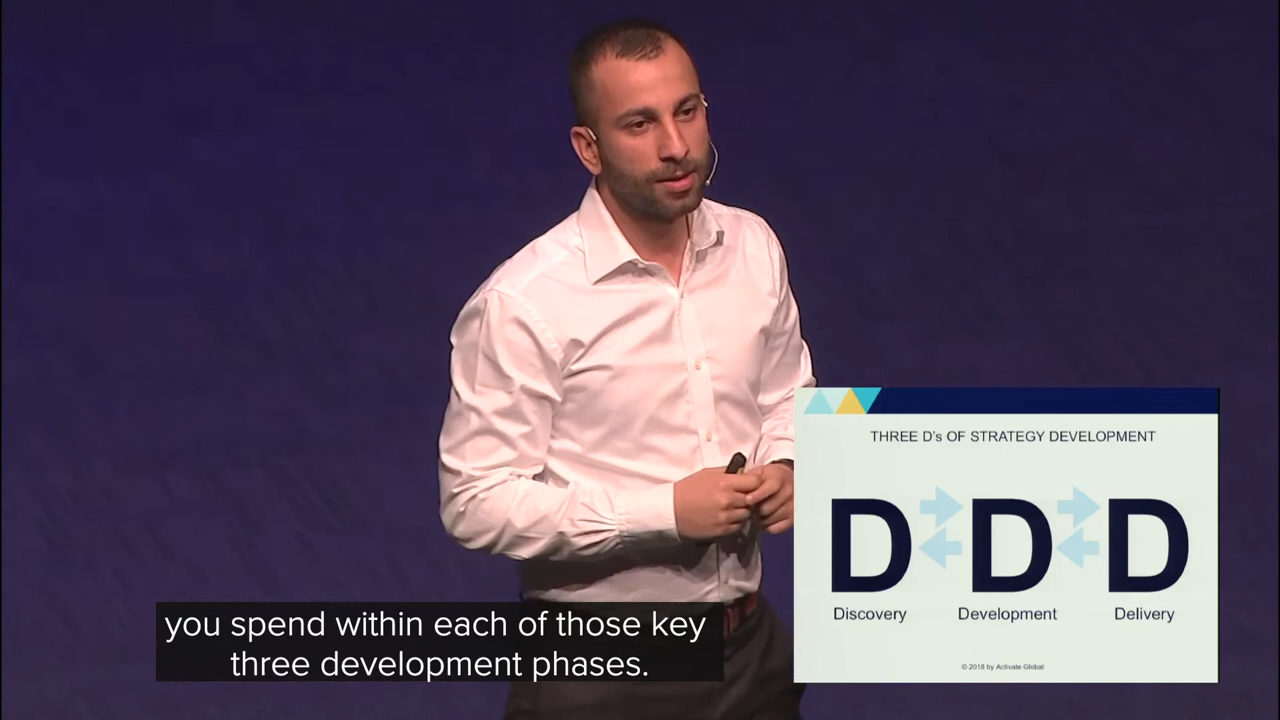 THREE D's OF STRATEGY DEVELOPMENT
D D D
Discovery Development Delivery
© 2018 by Activate Global
you spend within each of those key
three development phases.